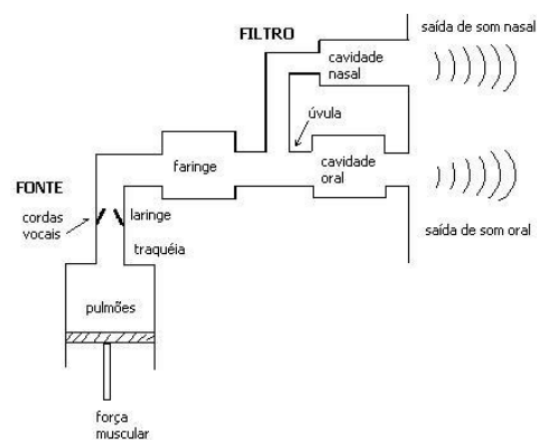 FILTRO
saída de som nasal
cavidade
nasal
úvula
faringe
cavidade
oral
FONTE
cordas
vocais
laringe
saída de som oral
traquéia
pulmões
força
muscular